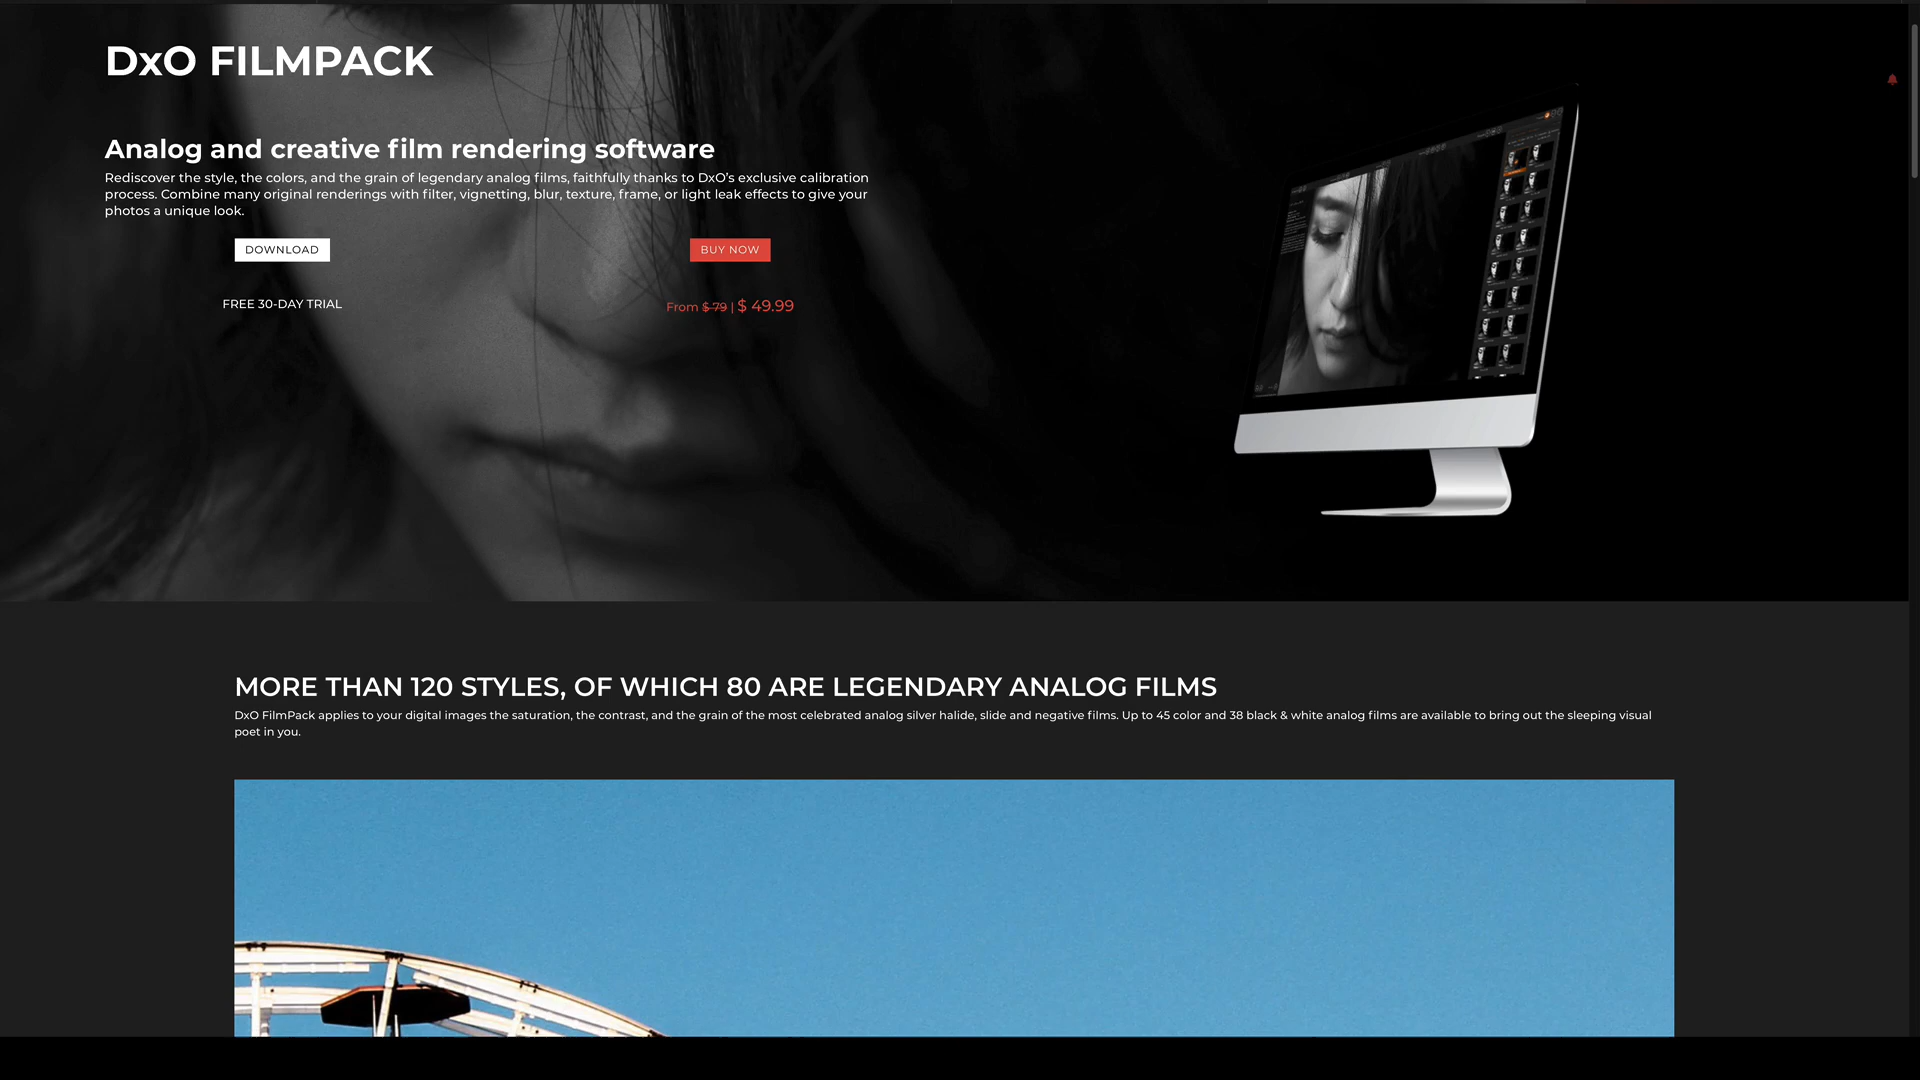 DxO FILMPACK
Analog and creative film rendering software
Rediscover the style, the colors, and the grain of legendary analog films, faithfully thanks to DxO’s exclusive calibration
process. Combine many original renderings with filter, vignetting, blur, texture, frame, or light leak effects to give your
photos a unique look.
DOWNLOAD
BUY NOW
FREE 30-DAY TRIAL
From $ 79 | $ 49.99
MORE THAN 120 STYLES, OF WHICH 80 ARE LEGENDARY ANALOG FILMS
DxO FilmPack applies to your digital images the saturation, the contrast, and the grain of the most celebrated analog silver halide, slide and negative films. Up to 45 color and 38 black & white analog films are available to bring out the sleeping visual
poet in you.